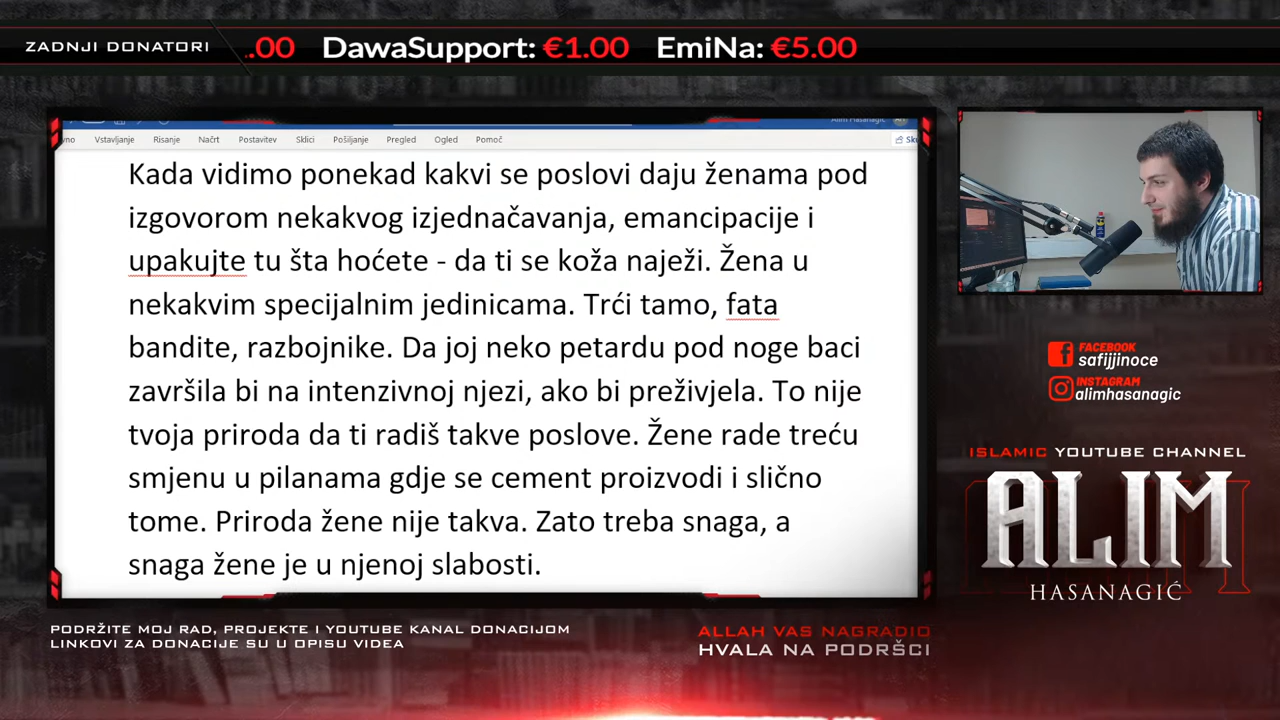 ZADNJI DONATORI
.00 DawaSupport: €1.00 EmiNa: €5.00
Vstavljanje Risanje Načrt Postavitev Sklici Pošiljanje Pregled Ogled Pomoč
Kada vidimo ponekad kakvi se poslovi daju ženama pod
izgovorom nekakvog izjednačavanja, emancipacije i
upakujte tu šta hoćete - da ti se koža naježi. Žena u
nekakvim specijalnim jedinicama. Trći tamo, fata
bandite, razbojnike. Da joj neko petardu pod noge baci
završila bi na intenzivnoj njezi, ako bi preživjela. To nije
tvoja priroda da ti radiš takve poslove. Žene rade treću
smjenu u pilanama gdje se cement proizvodi i slično
tome. Priroda žene nije takva. Zato treba snaga, a
snaga žene je u njenoj slabosti.
FACEBOOK
safijjinoce
INSTAGRAM
alimhasanagic
ISLAMIC YOUTUBE CHANNEL
ALIM
HASANAGIĆ
PODRŽITE MOJ RAD, PROJEKTE I YOUTUBE KANAL DONACIJOM
LINKOVI ZA DONACIJE SU U OPISU VIDEA
ALLAH VAS NAGRADIO
HVALA NA PODRŠCI